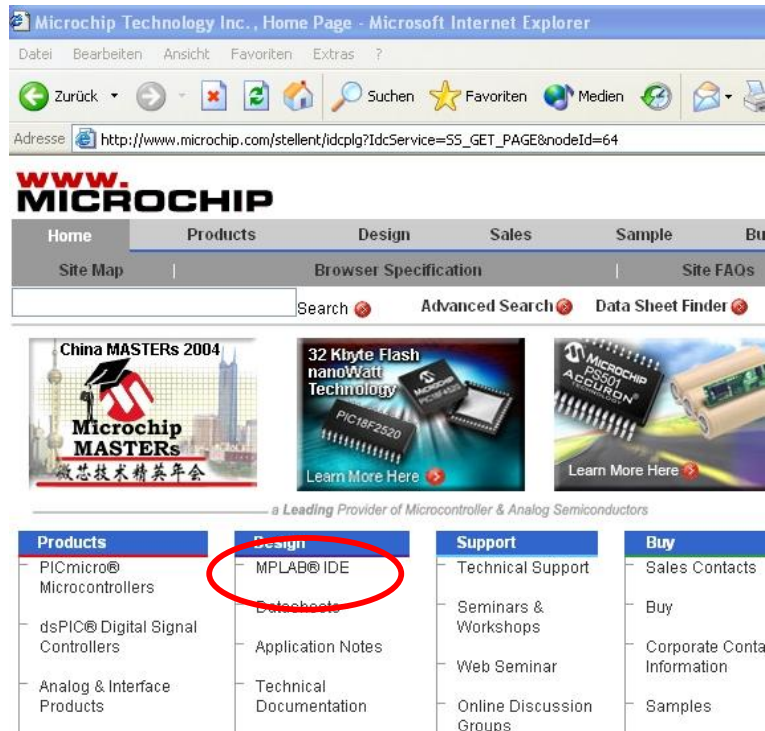 Microchip Technology Inc., Home Page - Microsoft Internet Explorer
Datei Bearbeiten Ansicht Favoriten Extras ?
Zurück Suchen Favoriten Medien
Adresse http://www.microchip.com/stellent/idcplg?IdcService=SS_GET_PAGE&nodeId=64
www.
MICROCHIP
Home Products Design Sales Sample Bu
Site Map | Browser Specification | Site FAQs
Search Advanced Search Data Sheet Finder
China MASTERs 2004
Microchip
MASTERs
微芯技术精英年会
32 Kbyte Flash
nanoWatt
Technology
PIC18F2520
Learn More Here
MICROCHIP
PS501
ACCURON
Learn More Here
a Leading Provider of Microcontroller & Analog Semiconductors
Products
PICmicro®
Microcontrollers
dsPIC® Digital Signal
Controllers
Analog & Interface
Products
Design
MPLAB® IDE
Datasheets
Application Notes
Technical
Documentation
Support
Technical Support
Seminars &
Workshops
Web Seminar
Online Discussion
Groups
Buy
Sales Contacts
Buy
Corporate Conta
Information
Samples